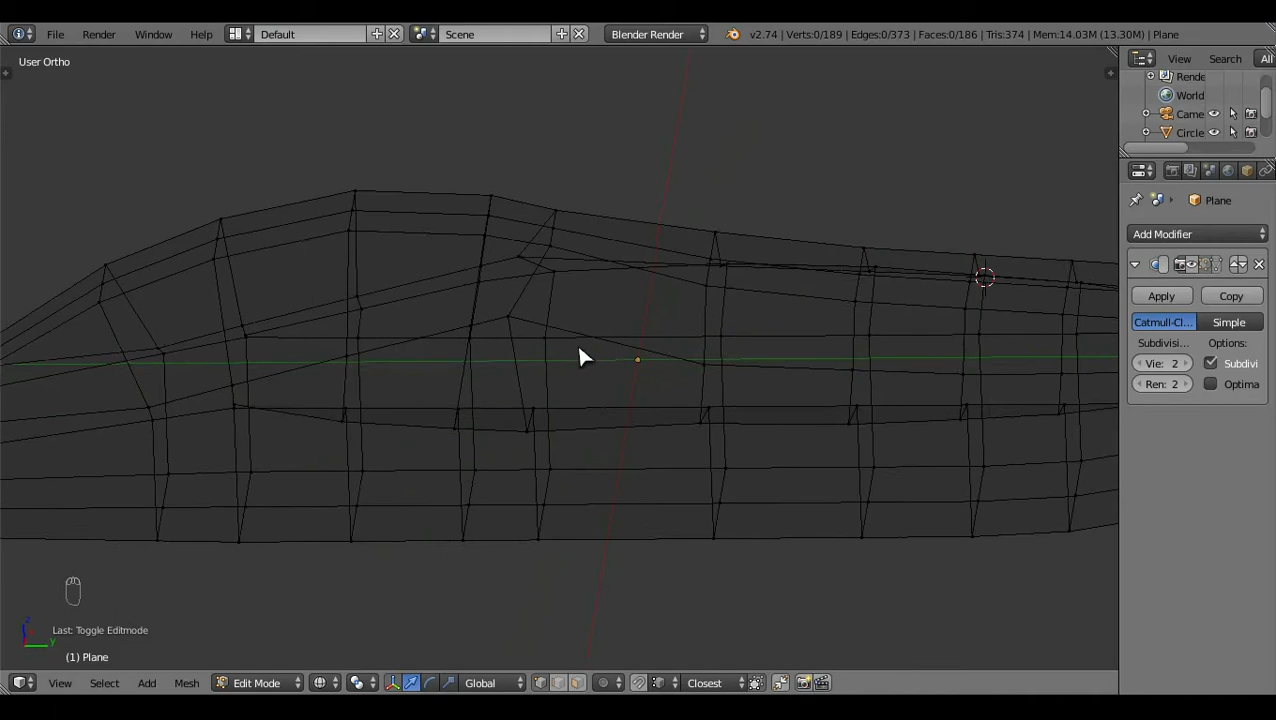 File Render Window Help Default Scene Blender Render v2.74 | Verts:0/189 | Edges:0/373 | Faces:0/186 | Tris:374 | Mem:14.03M (13.30M) | Plane
User Ortho
View Search All
Rende
World
Came
Circle
Plane
Add Modifier
Apply Copy
Catmull-Cl... Simple
Subdivisi... Options:
Vie: 2 Subdivi
Ren: 2 Optima
Last: Toggle Editmode
(1) Plane
z
y
View Select Add Mesh Edit Mode Global Closest